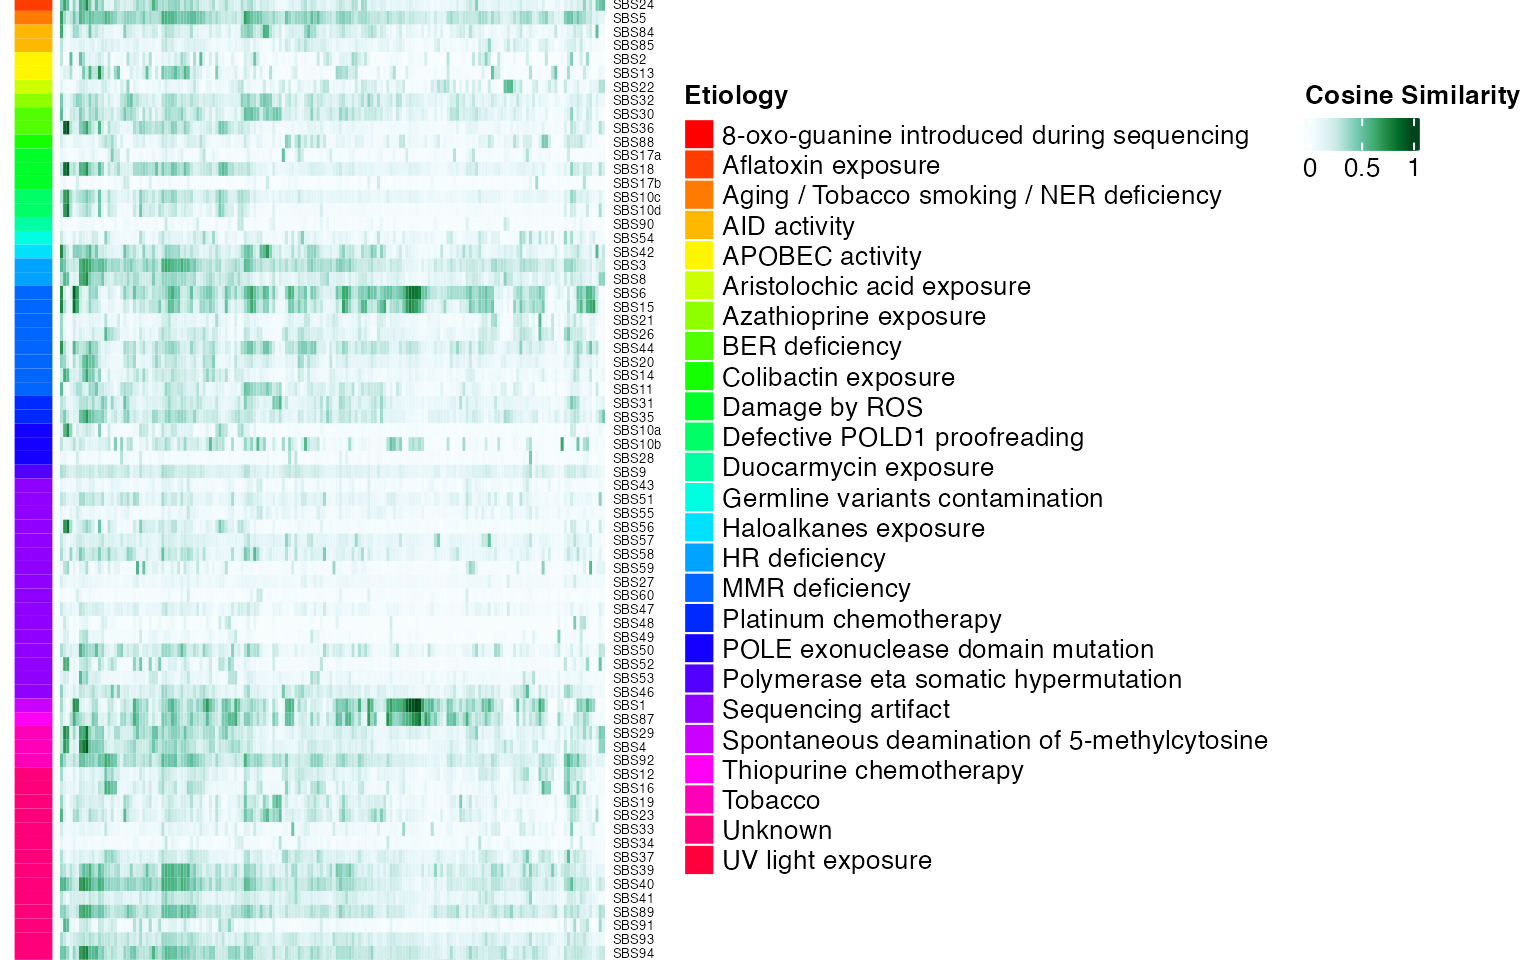 SBS24
SBS5
SBS84
SBS85
SBS2
SBS13
SBS22
SBS32
SBS30
SBS36
SBS88
SBS17a
SBS18
SBS17b
SBS10c
SBS10d
SBS90
SBS54
SBS42
SBS3
SBS8
SBS6
SBS15
SBS21
SBS26
SBS44
SBS20
SBS14
SBS11
SBS31
SBS35
SBS10a
SBS10b
SBS28
SBS9
SBS43
SBS51
SBS55
SBS56
SBS57
SBS58
SBS59
SBS27
SBS60
SBS47
SBS48
SBS49
SBS50
SBS52
SBS53
SBS46
SBS1
SBS87
SBS29
SBS4
SBS92
SBS12
SBS16
SBS19
SBS23
SBS33
SBS34
SBS37
SBS39
SBS40
SBS41
SBS89
SBS91
SBS93
SBS94
Etiology
8-oxo-guanine introduced during sequencing
Aflatoxin exposure
Aging / Tobacco smoking / NER deficiency
AID activity
APOBEC activity
Aristolochic acid exposure
Azathioprine exposure
BER deficiency
Colibactin exposure
Damage by ROS
Defective POLD1 proofreading
Duocarmycin exposure
Germline variants contamination
Haloalkanes exposure
HR deficiency
MMR deficiency
Platinum chemotherapy
POLE exonuclease domain mutation
Polymerase eta somatic hypermutation
Sequencing artifact
Spontaneous deamination of 5-methylcytosine
Thiopurine chemotherapy
Tobacco
Unknown
UV light exposure
Cosine Similarity
0 0.5 1